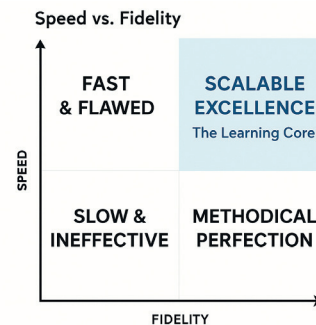 Speed vs. Fidelity
FAST
& FLAWED
SCALABLE
EXCELLENCE
The Learning Core
SPEED
SLOW &
INEFFECTIVE
METHODICAL
PERFECTION
FIDELITY